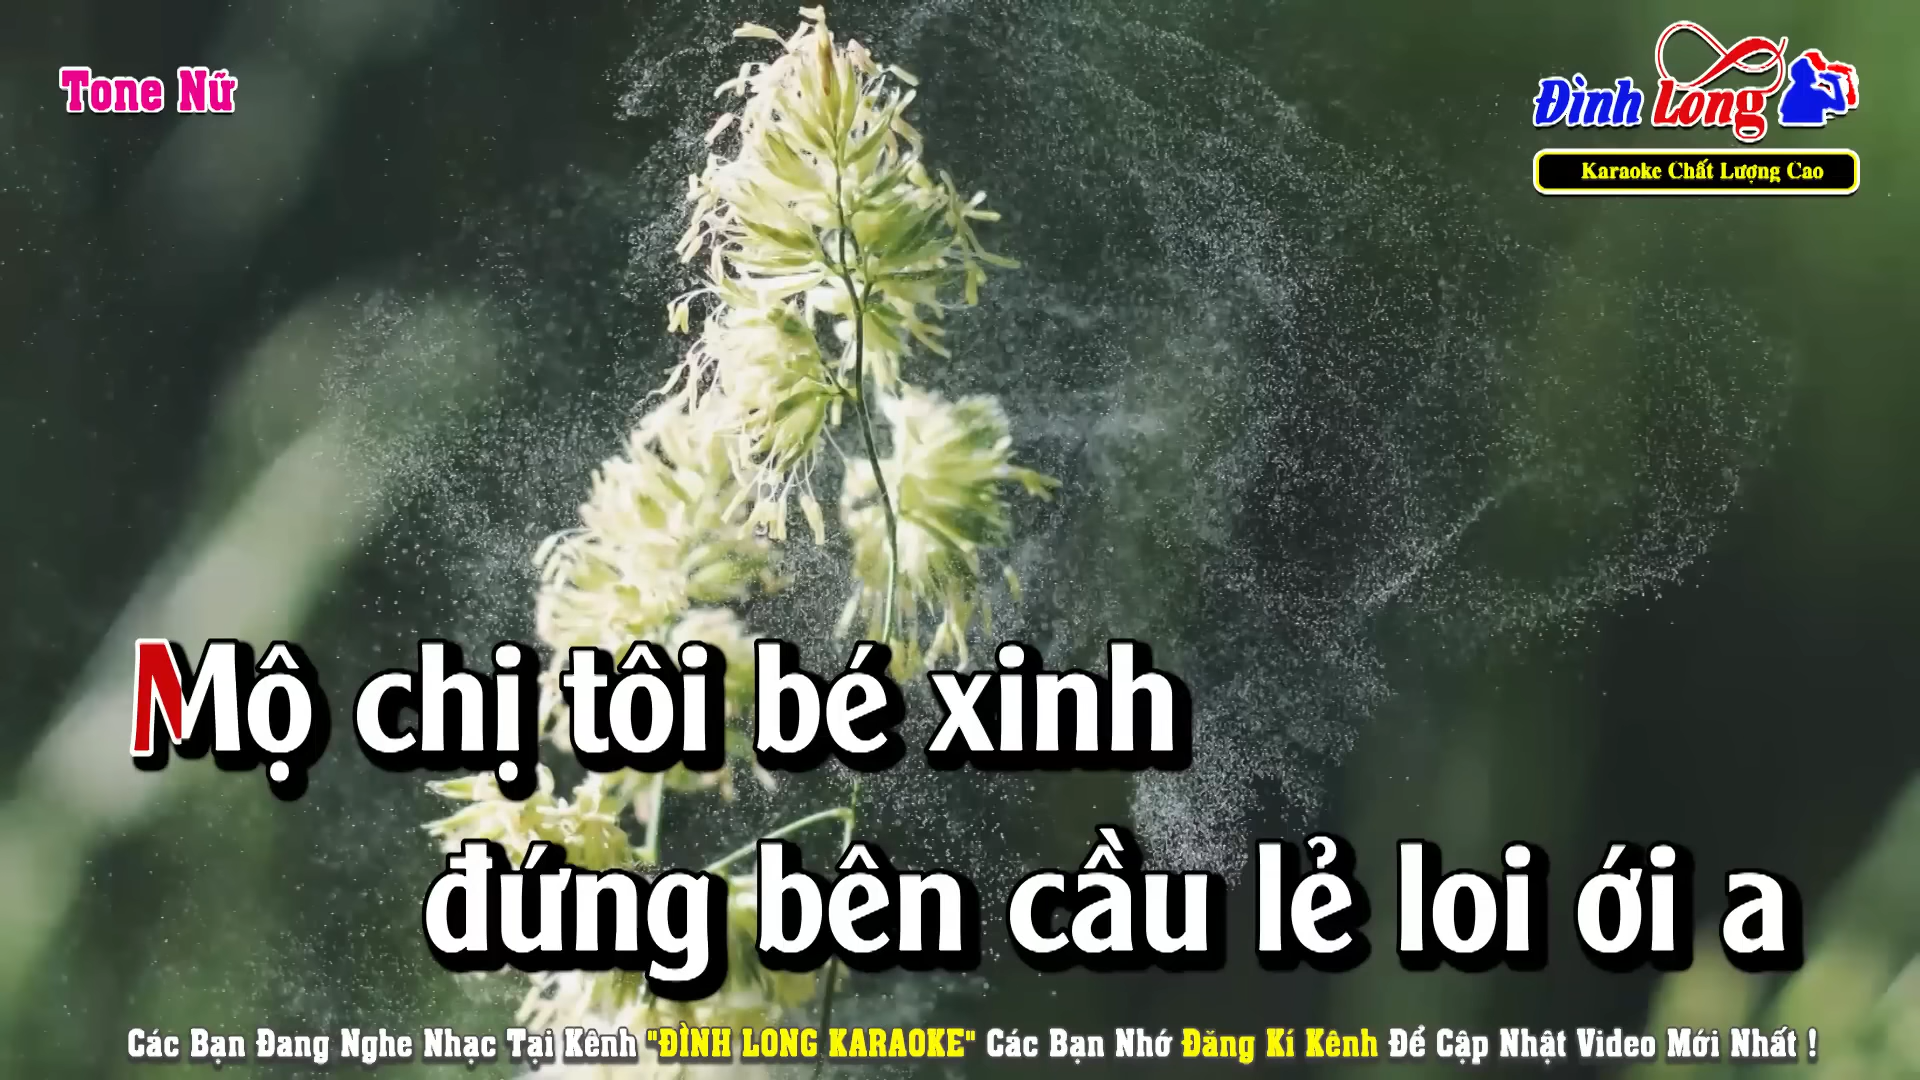 Tone Nữ
Đình Long
Karaoke Chất Lượng Cao
Mộ chị tôi bé xinh
đứng bên cầu lẻ loi ới a
Các Bạn Đang Nghe Nhạc Tại Kênh "ĐÌNH LONG KARAOKE" Các Bạn Nhớ Đăng Kí Kênh Để Cập Nhật Video Mới Nhất !